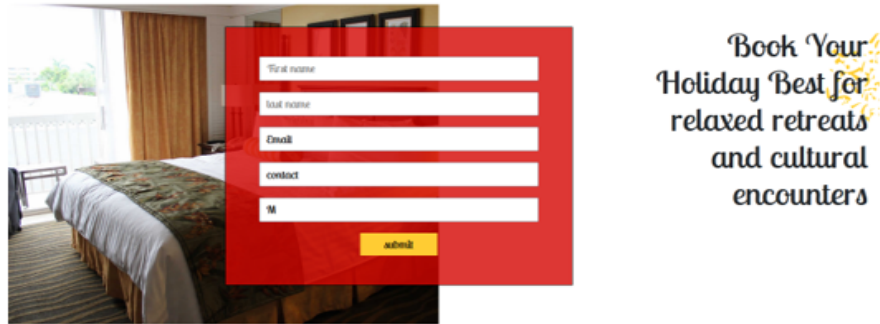 First name
last name
Email
contact
M
submit
Book Your
Holiday Best for
relaxed retreats
and cultural
encounters